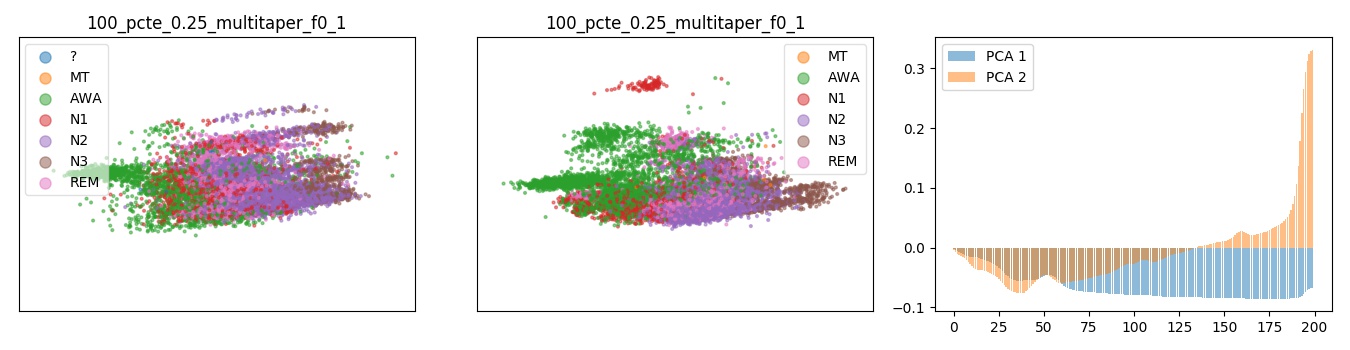 100_pcte_0.25_multitaper_f0_1
?
MT
AWA
N1
N2
N3
REM
100_pcte_0.25_multitaper_f0_1
MT
AWA
N1
N2
N3
REM
PCA 1
PCA 2
0.3
0.2
0.1
0.0
−0.1
0 25 50 75 100 125 150 175 200